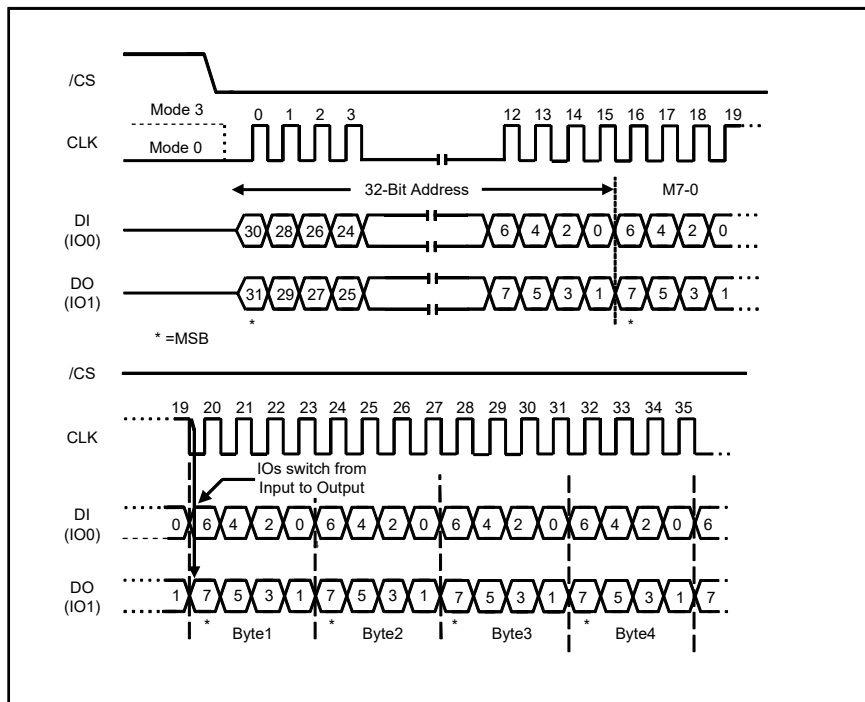 /CS
Mode 3
0 1 2 3 12 13 14 15 16 17 18 19
CLK
Mode 0
32-Bit Address M7-0
DI
(IO0)
30 28 26 24 6 4 2 0 6 4 2 0
DO
(IO1)
31 29 27 25 7 5 3 1 7 5 3 1
* *
* =MSB
/CS
19 20 21 22 23 24 25 26 27 28 29 30 31 32 33 34 35
CLK
IOs switch from
Input to Output
DI
(IO0)
0 6 4 2 0 6 4 2 0 6 4 2 0 6 4 2 0 6
DO
(IO1)
1 7 5 3 1 7 5 3 1 7 5 3 1 7 5 3 1 7
* * * *
Byte1 Byte2 Byte3 Byte4